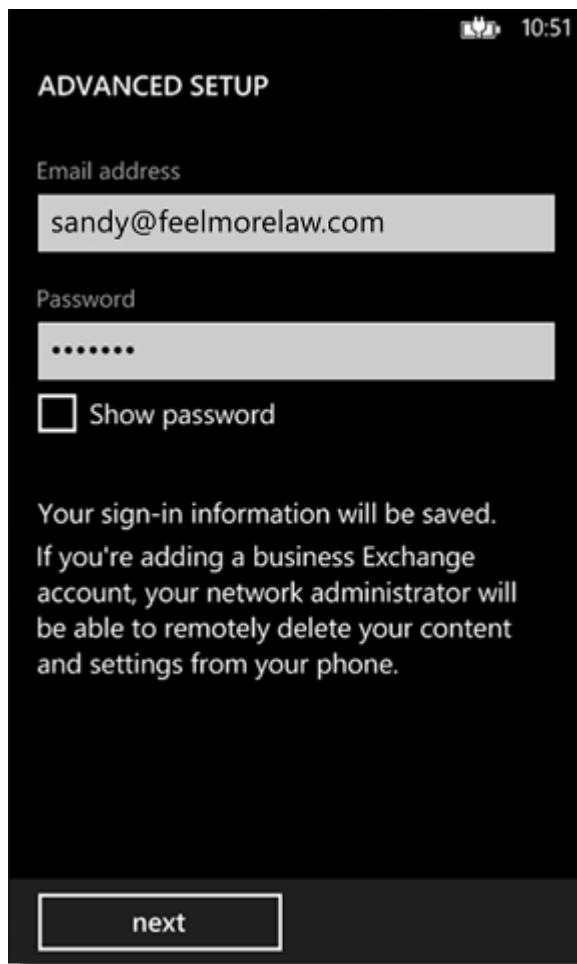 10:51
ADVANCED SETUP
Email address
sandy@feelmorelaw.com
Password
•••••••
Show password
Your sign-in information will be saved.
If you're adding a business Exchange
account, your network administrator will
be able to remotely delete your content
and settings from your phone.
next